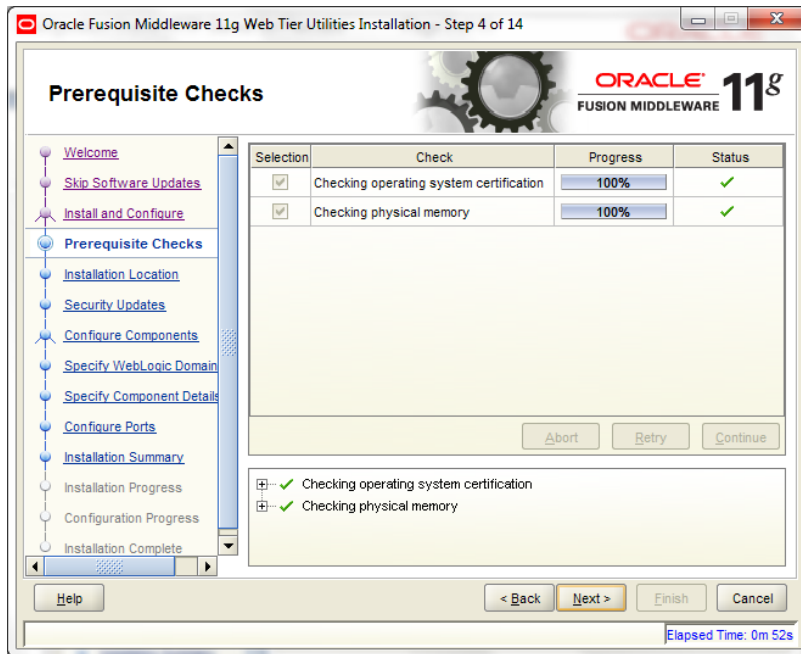 Oracle Fusion Middleware 11g Web Tier Utilities Installation - Step 4 of 14
Prerequisite Checks
ORACLE
FUSION MIDDLEWARE 11g
Welcome
Skip Software Updates
Install and Configure
Prerequisite Checks
Installation Location
Security Updates
Configure Components
Specify WebLogic Domain
Specify Component Details
Configure Ports
Installation Summary
Installation Progress
Configuration Progress
Installation Complete
Selection Check Progress Status
Checking operating system certification 100%
Checking physical memory 100%
Abort Retry Continue
Checking operating system certification
Checking physical memory
Help < Back Next > Finish Cancel
Elapsed Time: 0m 52s